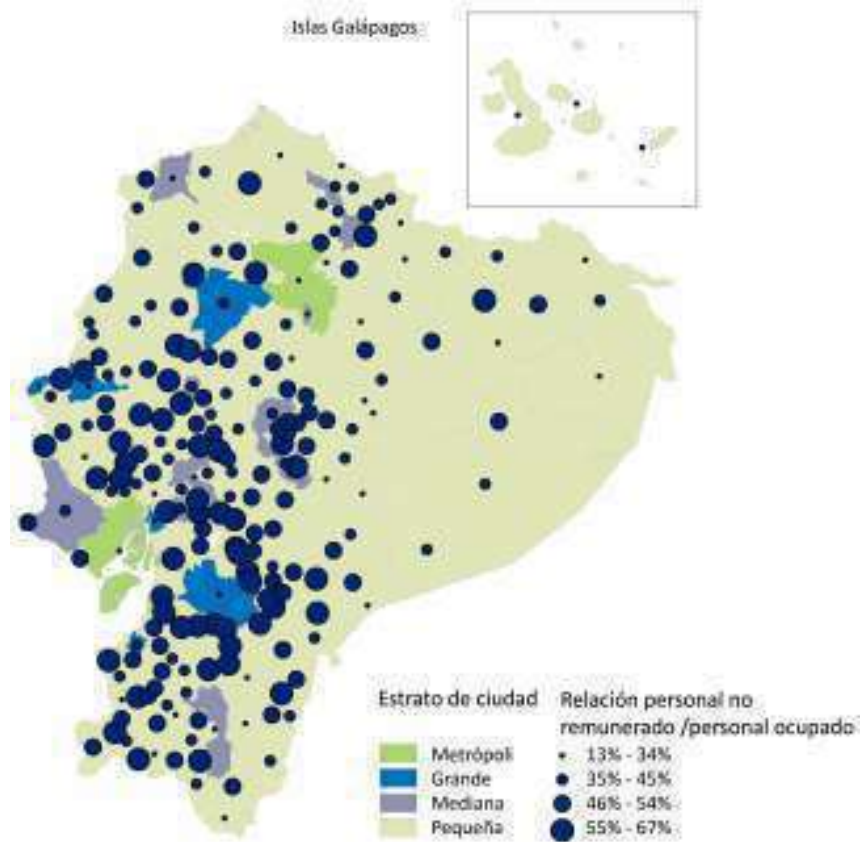 Islas Galápagos
Estrato de ciudad
Metrópoli
Grande
Mediana
Pequeña
Relación personal no
remunerado /personal ocupado
13% - 34%
35% - 45%
46% - 54%
55% - 67%